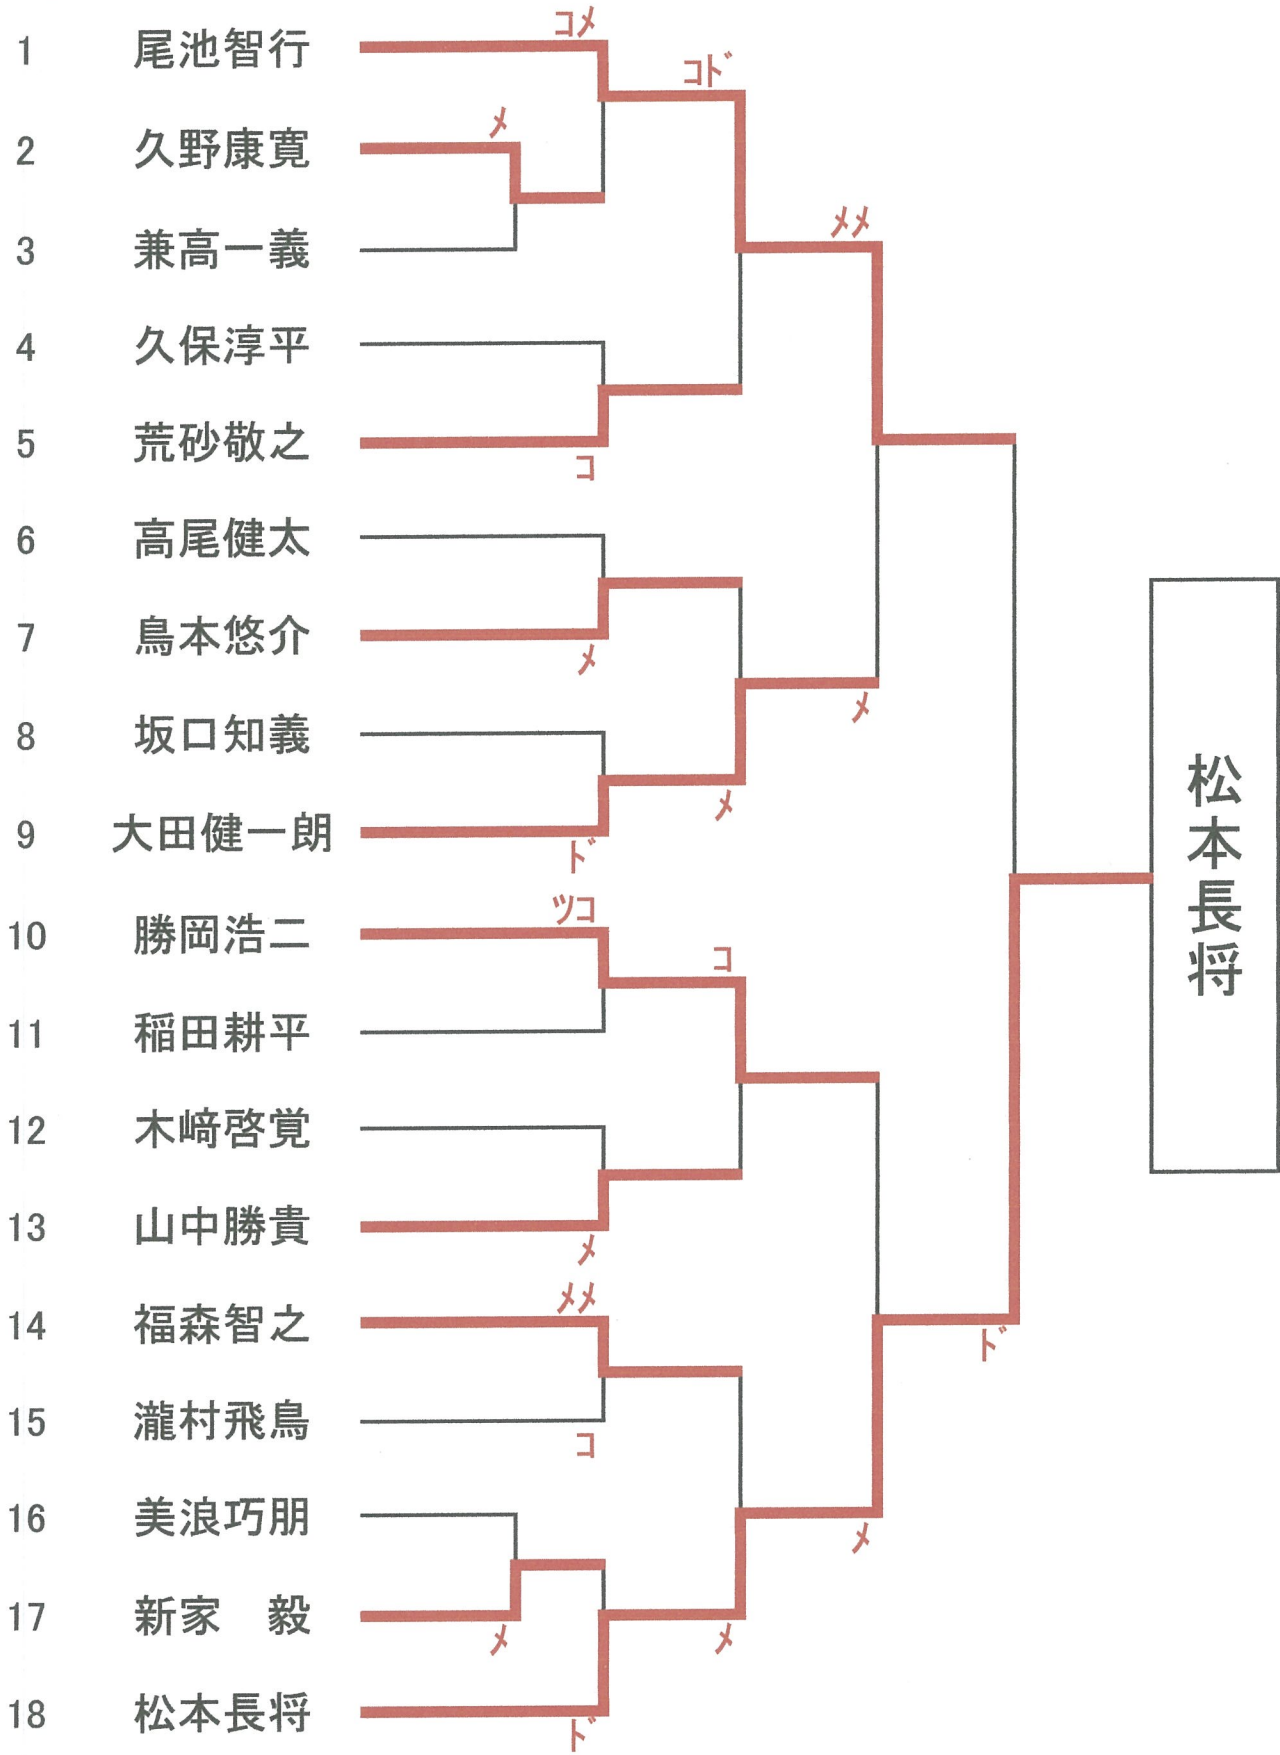 1 尾池智行 コメ
コド
2 久野康寛 メ
メメ
3 兼高一義
4 久保淳平
5 荒砂敬之 コ
6 高尾健太
7 鳥本悠介 メ
メ
8 坂口知義
メ
9 大田健一朗 ド
松本長将
10 勝岡浩二 ツコ
コ
11 稲田耕平
12 木﨑啓覚
13 山中勝貴 メ
14 福森智之 メメ
ド
15 瀧村飛鳥 コ
16 美浪巧朋
メ
17 新家 毅 メ
メ
18 松本長将 ド